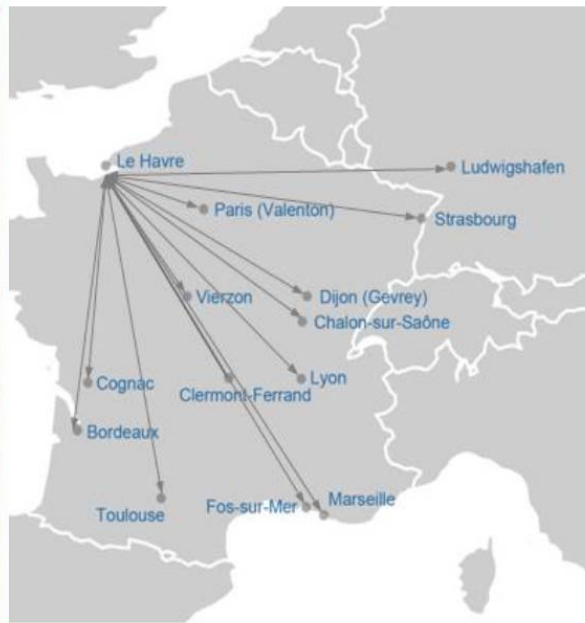 Le Havre
Ludwigshafen
Paris (Valenton)
Strasbourg
Vierzon
Dijon (Gevrey)
Chalon-sur-Saône
Cognac
Lyon
Clermont-Ferrand
Bordeaux
Fos-sur-Mer
Marseille
Toulouse